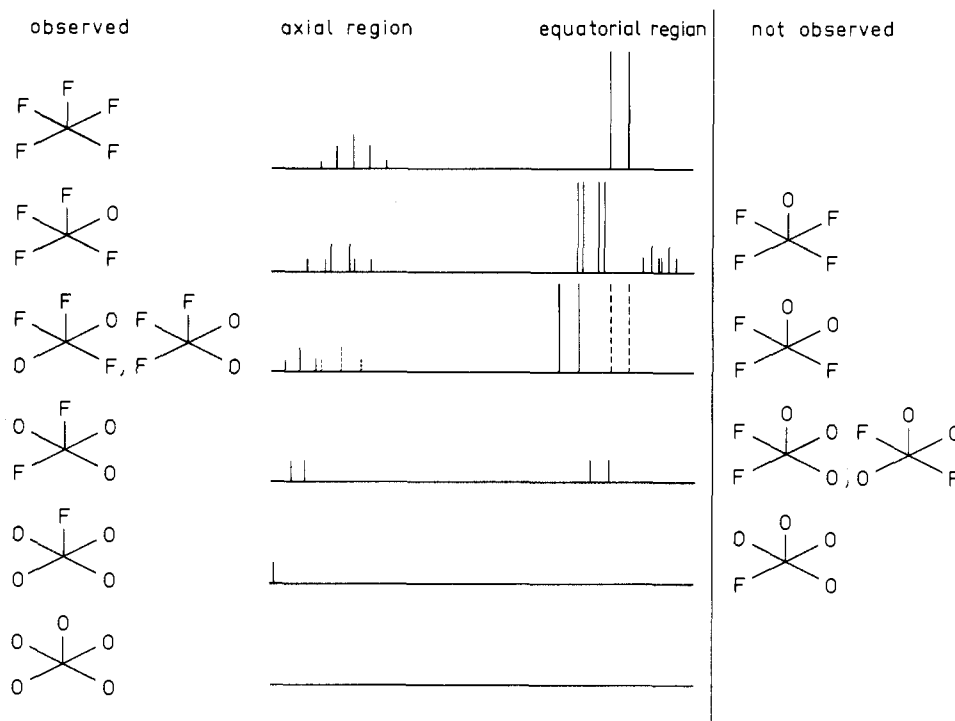 observed axial region equatorial region not observed
F
F F
F F
F O
F O F F
F F F F
F F O
F O F O F O
O F, F O F F
F O O
O O F O F O
F O O, O F
F O
O O O O
O O F O
O
O O
O O